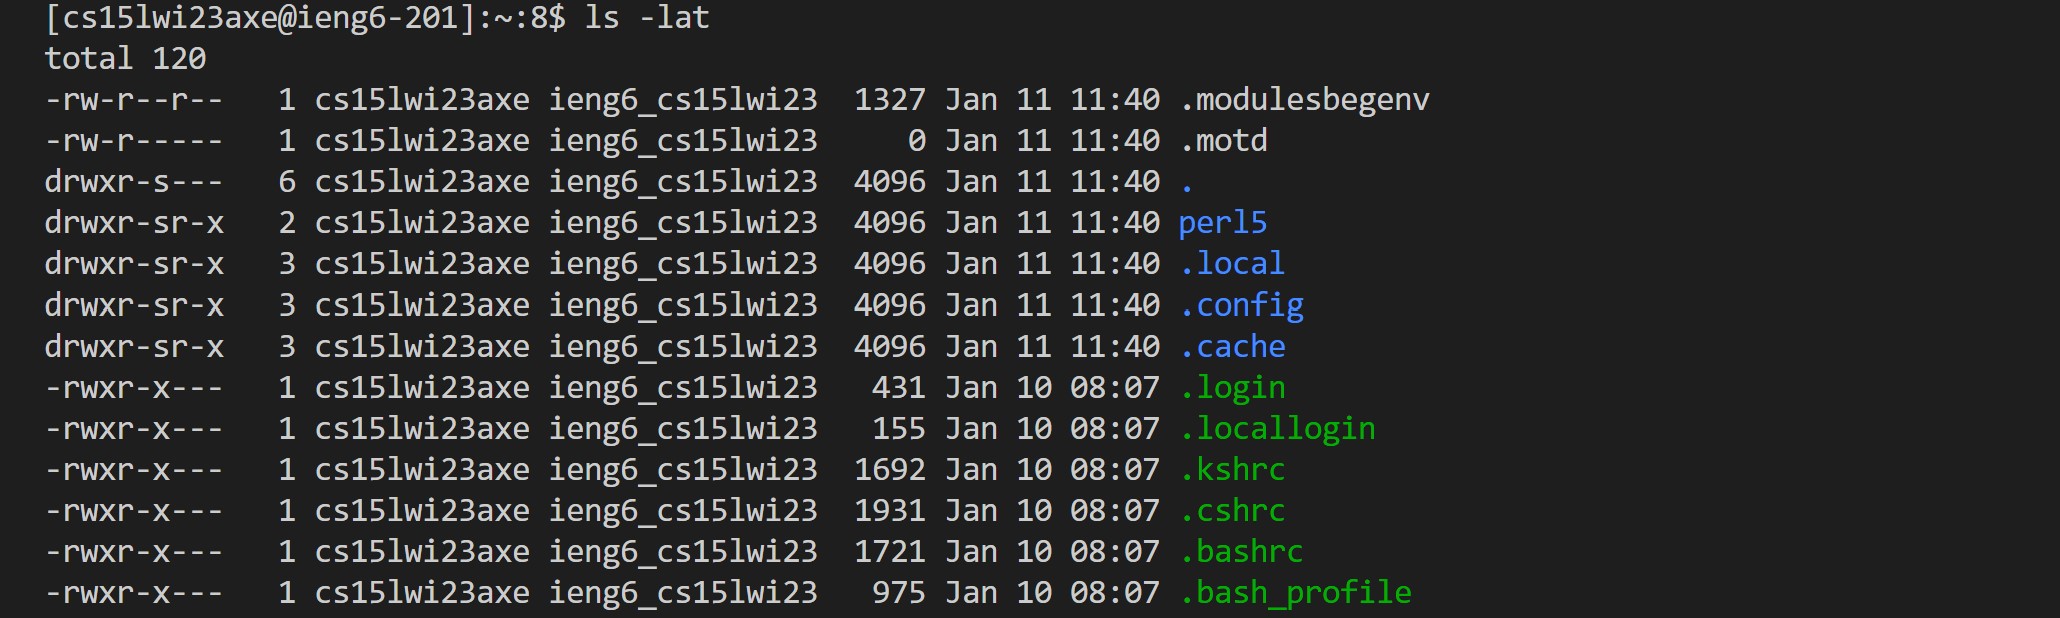 [cs15lwi23axe@ieng6-201]:~:8$ ls -lat
total 120
-rw-r--r--   1 cs15lwi23axe ieng6_cs15lwi23  1327 Jan 11 11:40 .modulesbegenv
-rw-r-----   1 cs15lwi23axe ieng6_cs15lwi23     0 Jan 11 11:40 .motd
drwxr-s---   6 cs15lwi23axe ieng6_cs15lwi23  4096 Jan 11 11:40 .
drwxr-sr-x   2 cs15lwi23axe ieng6_cs15lwi23  4096 Jan 11 11:40 perl5
drwxr-sr-x   3 cs15lwi23axe ieng6_cs15lwi23  4096 Jan 11 11:40 .local
drwxr-sr-x   3 cs15lwi23axe ieng6_cs15lwi23  4096 Jan 11 11:40 .config
drwxr-sr-x   3 cs15lwi23axe ieng6_cs15lwi23  4096 Jan 11 11:40 .cache
-rwxr-x---   1 cs15lwi23axe ieng6_cs15lwi23   431 Jan 10 08:07 .login
-rwxr-x---   1 cs15lwi23axe ieng6_cs15lwi23   155 Jan 10 08:07 .locallogin
-rwxr-x---   1 cs15lwi23axe ieng6_cs15lwi23  1692 Jan 10 08:07 .kshrc
-rwxr-x---   1 cs15lwi23axe ieng6_cs15lwi23  1931 Jan 10 08:07 .cshrc
-rwxr-x---   1 cs15lwi23axe ieng6_cs15lwi23  1721 Jan 10 08:07 .bashrc
-rwxr-x---   1 cs15lwi23axe ieng6_cs15lwi23   975 Jan 10 08:07 .bash_profile